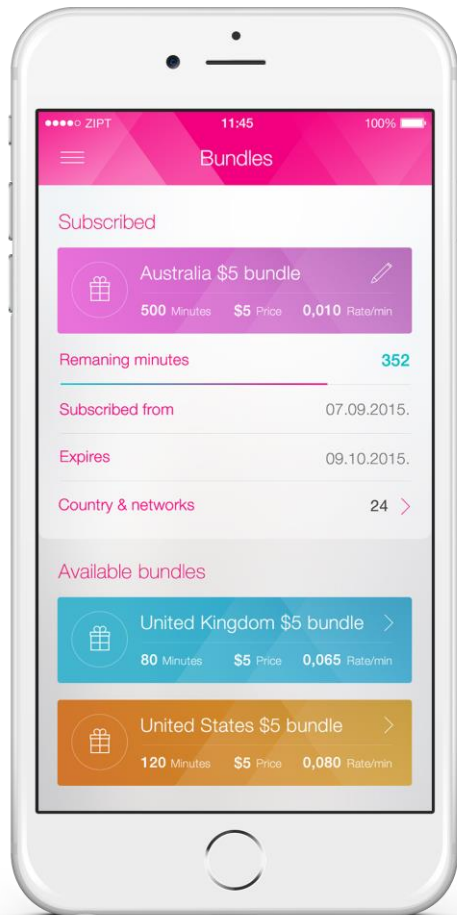 ZIPT 11:45 100%
Bundles
Subscribed
Australia $5 bundle
500 Minutes $5 Price 0,010 Rate/min
Remaning minutes 352
Subscribed from 07.09.2015.
Expires 09.10.2015.
Country & networks 24
Available bundles
United Kingdom $5 bundle
80 Minutes $5 Price 0,065 Rate/min
United States $5 bundle
120 Minutes $5 Price 0,080 Rate/min